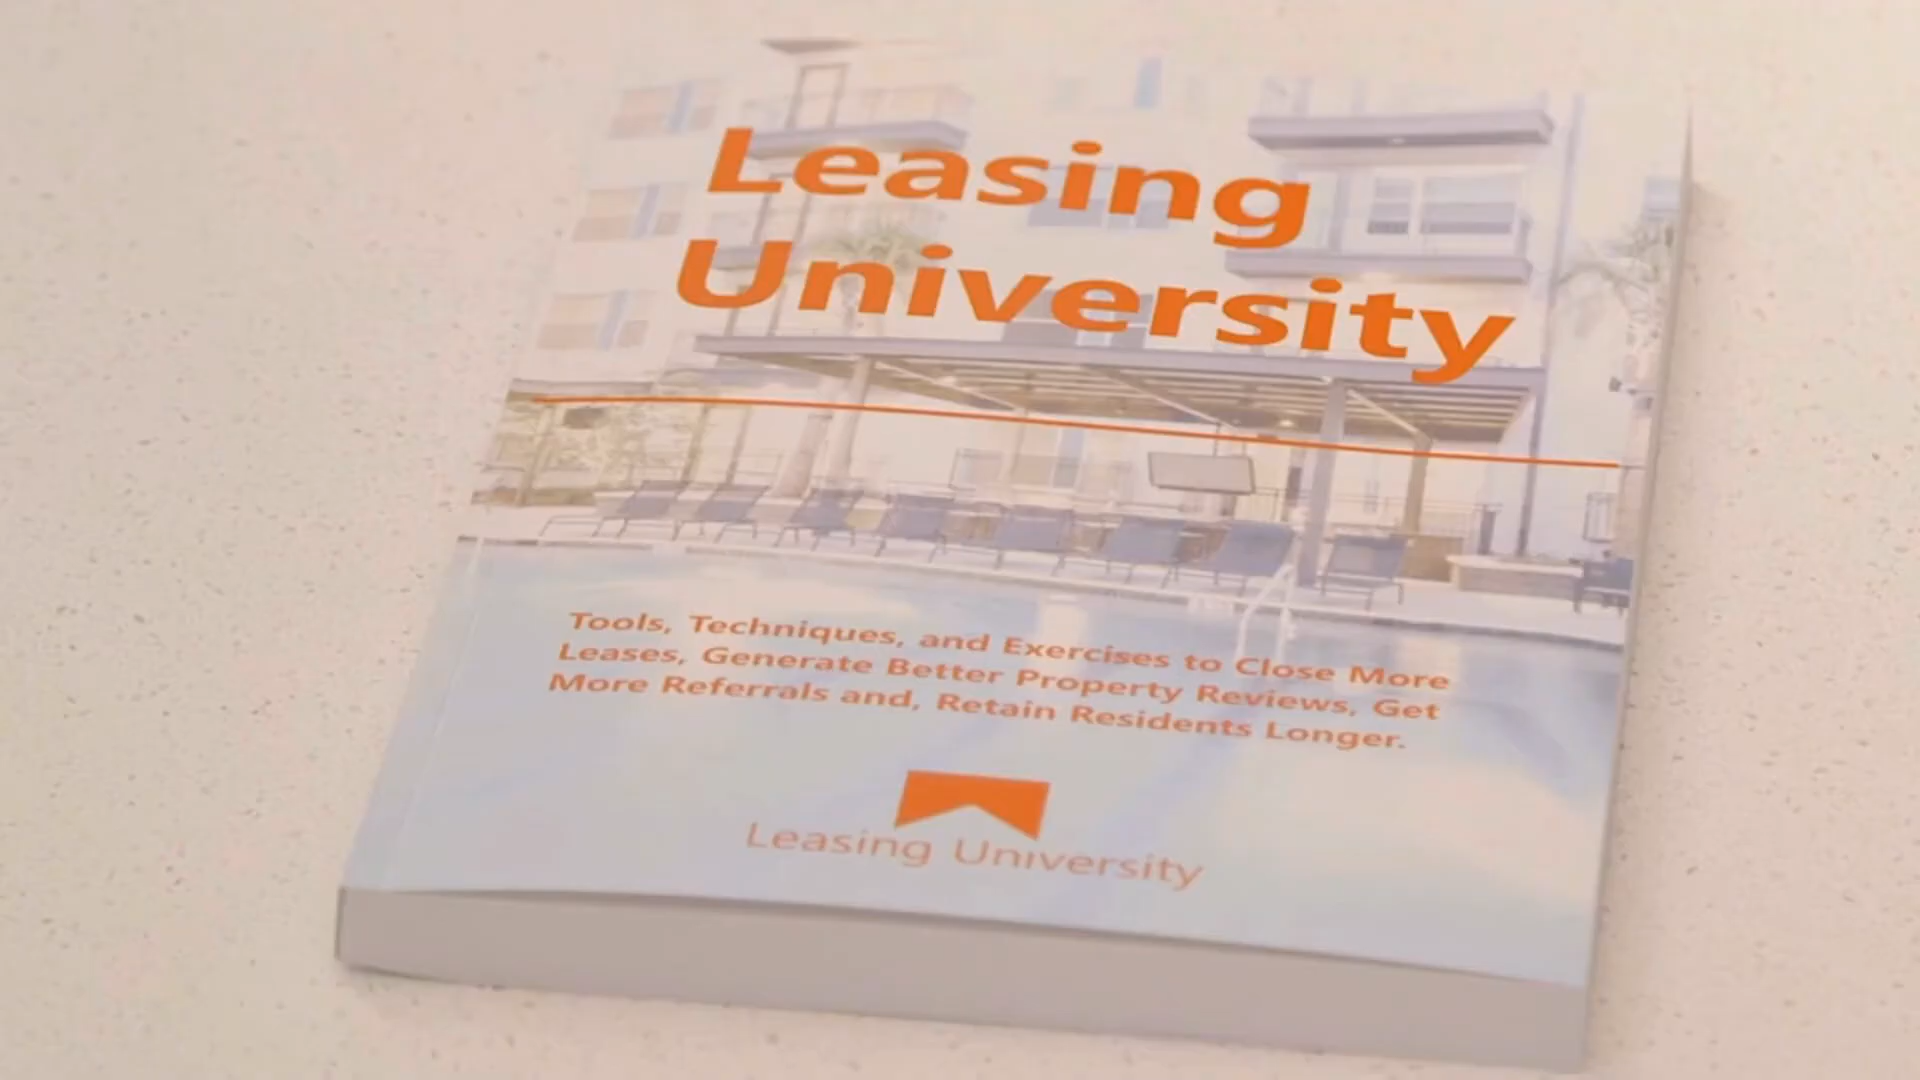 Leasing
University
Tools, Techniques, and Exercises to Close More
Leases, Generate Better Property Reviews, Get
More Referrals and, Retain Residents Longer.
Leasing University